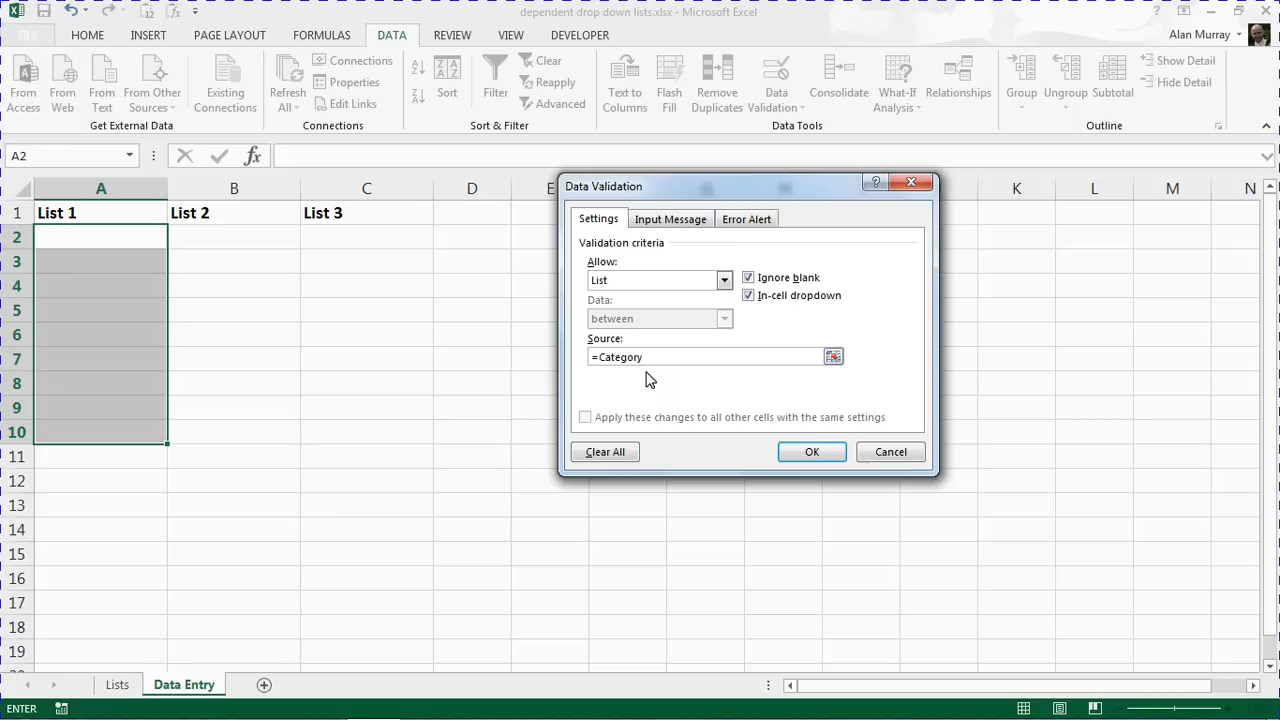 dependent drop down lists.xlsx - Microsoft Excel
FILE HOME INSERT PAGE LAYOUT FORMULAS DATA REVIEW VIEW DEVELOPER Alan Murray
From Access
From Web
From Text
From Other Sources
Existing Connections
Get External Data
Refresh All
Connections
Properties
Edit Links
Connections
Sort
Filter
Clear
Reapply
Advanced
Sort & Filter
Text to Columns
Flash Fill
Remove Duplicates
Data Validation
Consolidate
What-If Analysis
Relationships
Data Tools
Group
Ungroup
Subtotal
Show Detail
Hide Detail
Outline
A2 fx
A B C D E K L M N
1 List 1 List 2 List 3
2
3
4
5
6
7
8
9
10
11
12
13
14
15
16
17
18
19
Data Validation
Settings Input Message Error Alert
Validation criteria
Allow:
List
Ignore blank
In-cell dropdown
Data:
between
Source:
=Category
Apply these changes to all other cells with the same settings
Clear All OK Cancel
Lists Data Entry
ENTER